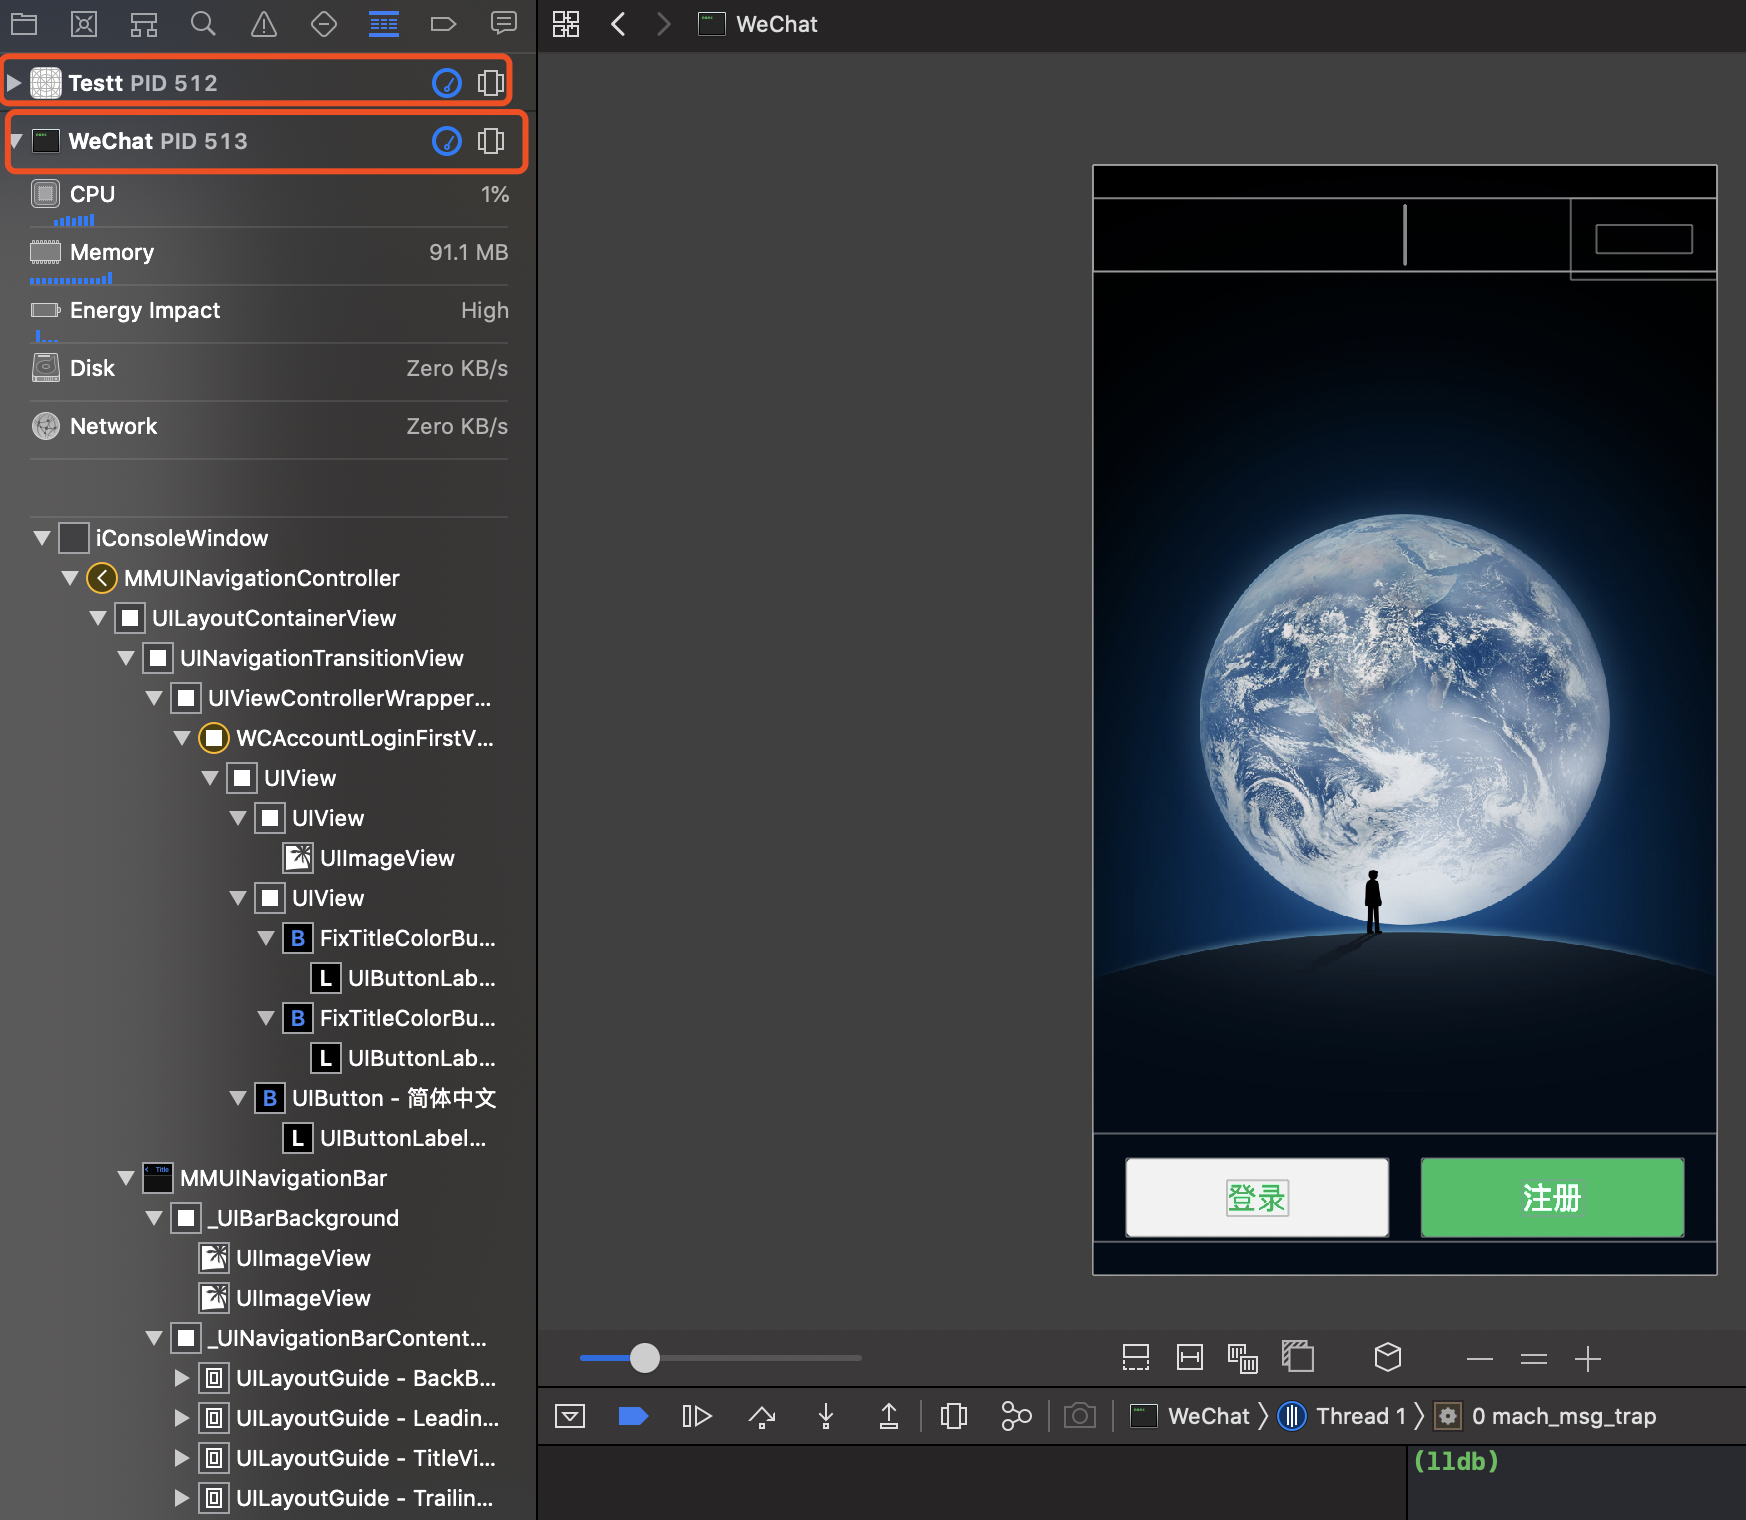 WeChat
Testt PID 512
WeChat PID 513
CPU 1%
Memory 91.1 MB
Energy Impact High
Disk Zero KB/s
Network Zero KB/s
iConsoleWindow
MMUINavigationController
UILayoutContainerView
UINavigationTransitionView
UIViewControllerWrapper...
WCAccountLoginFirstV...
UIView
UIView
UIImageView
UIView
B FixTitleColorBu...
L UIButtonLab...
B FixTitleColorBu...
L UIButtonLab...
B UIButton - 简体中文
L UIButtonLabel...
Title MMUINavigationBar
_UIBarBackground
UIImageView
UIImageView
_UINavigationBarContent...
UILayoutGuide - BackB...
UILayoutGuide - Leadin...
UILayoutGuide - TitleVi...
UILayoutGuide - Trailin...
登录
注册
WeChat 〉 Thread 1 〉 0 mach_msg_trap
(lldb)